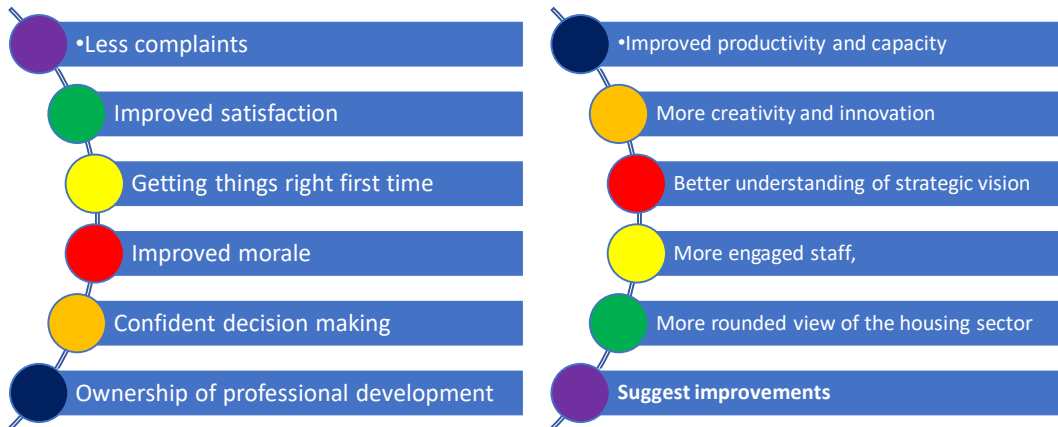 •Less complaints
Improved satisfaction
Getting things right first time
Improved morale
Confident decision making
Ownership of professional development
•Improved productivity and capacity
More creativity and innovation
Better understanding of strategic vision
More engaged staff,
More rounded view of the housing sector
Suggest improvements